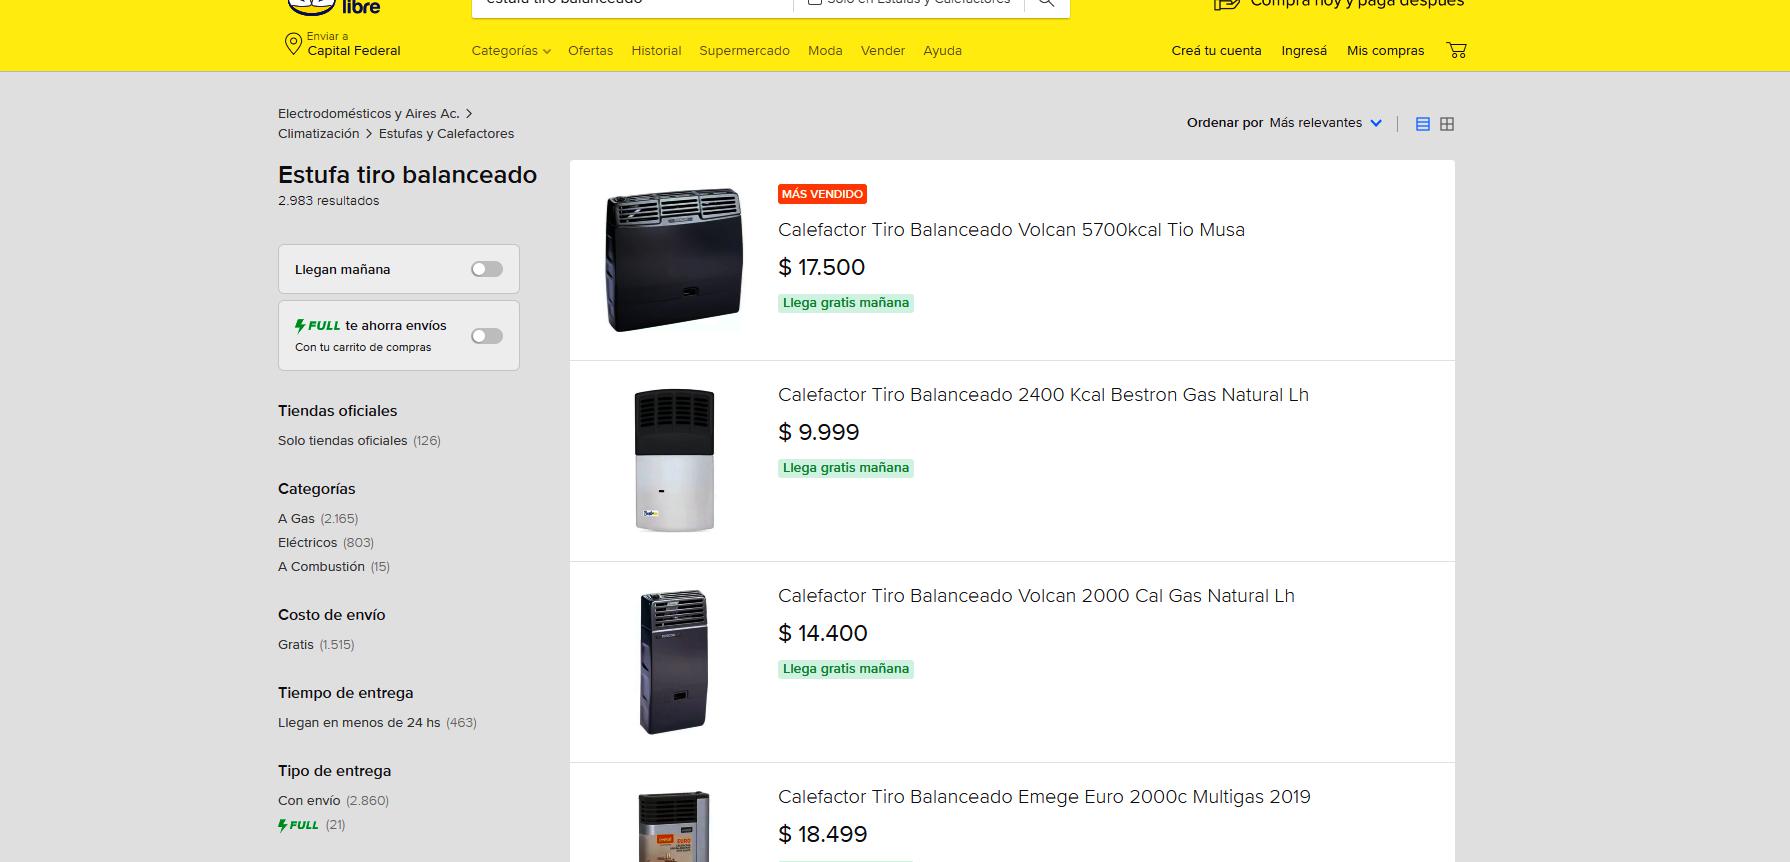 libre
estufa tiro balanceado
Solo en Estufas y Calefactores
Compra hoy y paga después
Enviar a
Capital Federal
Categorías
Ofertas
Historial
Supermercado
Moda
Vender
Ayuda
Creá tu cuenta
Ingresá
Mis compras
Electrodomésticos y Aires Ac.
Climatización
Estufas y Calefactores
Ordenar por Más relevantes
Estufa tiro balanceado
2.983 resultados
Llegan mañana
FULL te ahorra envíos
Con tu carrito de compras
Tiendas oficiales
Solo tiendas oficiales (126)
Categorías
A Gas (2.165)
Eléctricos (803)
A Combustión (15)
Costo de envío
Gratis (1.515)
Tiempo de entrega
Llegan en menos de 24 hs (463)
Tipo de entrega
Con envío (2.860)
FULL (21)
MÁS VENDIDO
Calefactor Tiro Balanceado Volcan 5700kcal Tio Musa
$ 17.500
Llega gratis mañana
Calefactor Tiro Balanceado 2400 Kcal Bestron Gas Natural Lh
$ 9.999
Llega gratis mañana
Calefactor Tiro Balanceado Volcan 2000 Cal Gas Natural Lh
$ 14.400
Llega gratis mañana
Calefactor Tiro Balanceado Emege Euro 2000c Multigas 2019
$ 18.499